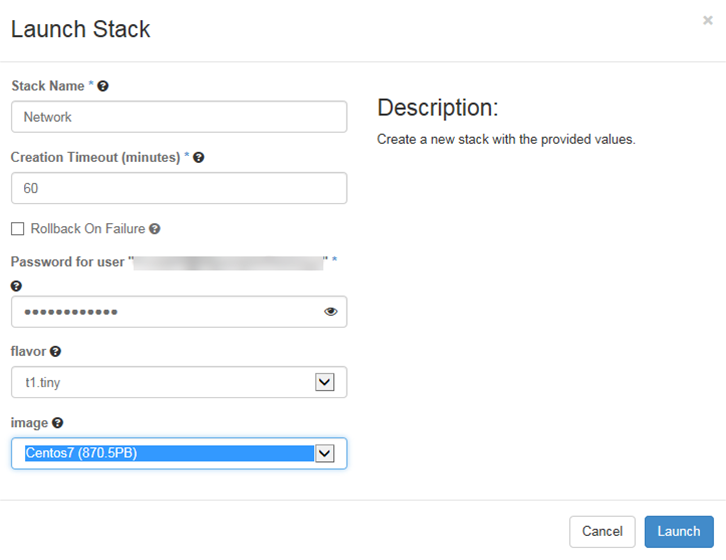 Launch Stack
×
Stack Name *
Network
Description:
Create a new stack with the provided values.
Creation Timeout (minutes) *
60
Rollback On Failure
Password for user " " *
flavor
t1.tiny
image
Centos7 (870.5PB)
Cancel
Launch